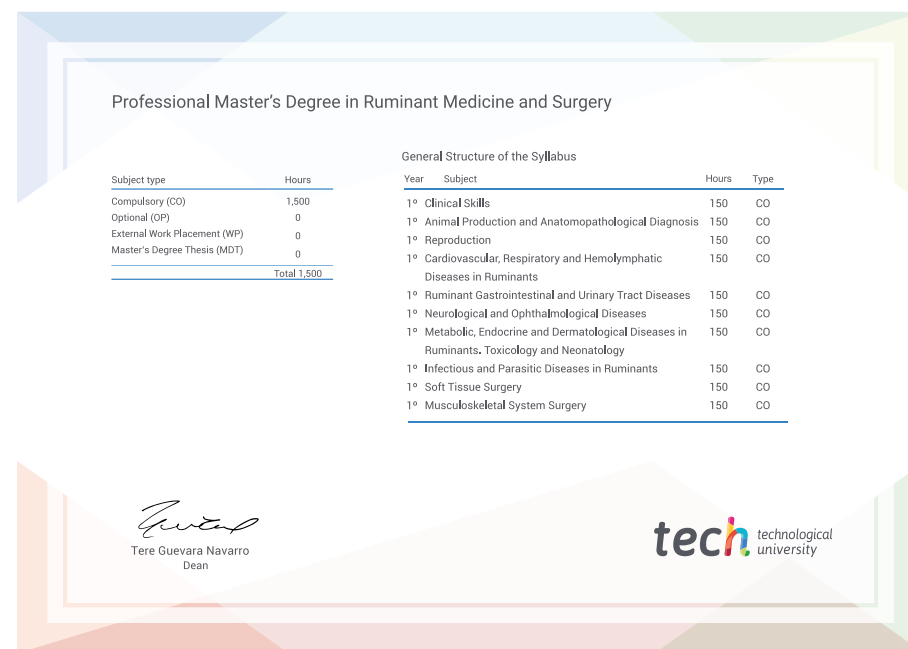 Professional Master's Degree in Ruminant Medicine and Surgery
Subject type Hours
Compulsory (CO) 1,500
Optional (OP) 0
External Work Placement (WP) 0
Master's Degree Thesis (MDT) 0
Total 1,500
General Structure of the Syllabus
Year Subject Hours Type
1º Clinical Skills 150 CO
1º Animal Production and Anatomopathological Diagnosis 150 CO
1º Reproduction 150 CO
1º Cardiovascular, Respiratory and Hemolymphatic 150 CO
Diseases in Ruminants
1º Ruminant Gastrointestinal and Urinary Tract Diseases 150 CO
1º Neurological and Ophthalmological Diseases 150 CO
1º Metabolic, Endocrine and Dermatological Diseases in 150 CO
Ruminants. Toxicology and Neonatology
1º Infectious and Parasitic Diseases in Ruminants 150 CO
1º Soft Tissue Surgery 150 CO
1º Musculoskeletal System Surgery 150 CO
Tere Guevara Navarro
Dean
tech technological
university